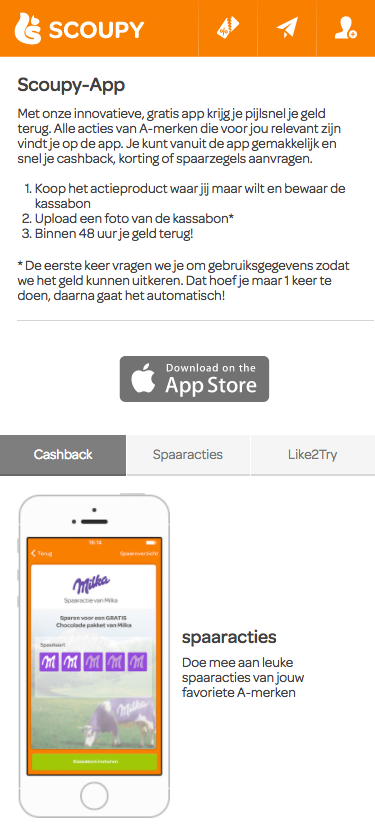 SCOUPY
Scoupy-App
Met onze innovatieve, gratis app krijg je pijlsnel je geld
terug. Alle acties van A-merken die voor jou relevant zijn
vindt je op de app. Je kunt vanuit de app gemakkelijk en
snel je cashback, korting of spaarzegels aanvragen.
1. Koop het actieproduct waar jij maar wilt en bewaar de
kassabon
2. Upload een foto van de kassabon*
3. Binnen 48 uur je geld terug!
* De eerste keer vragen we je om gebruiksgegevens zodat
we het geld kunnen uitkeren. Dat hoef je maar 1 keer te
doen, daarna gaat het automatisch!
Download on the
App Store
Cashback Spaaracties Like2Try
16:14
Terug Spaaroverzicht
Milka
Spaaractie van Milka
Sparen voor een GRATIS
Chocolade pakket van Milka
Spaarkaart
M M M M M
Kassabon insturen
spaaracties
Doe mee aan leuke
spaaracties van jouw
favoriete A-merken